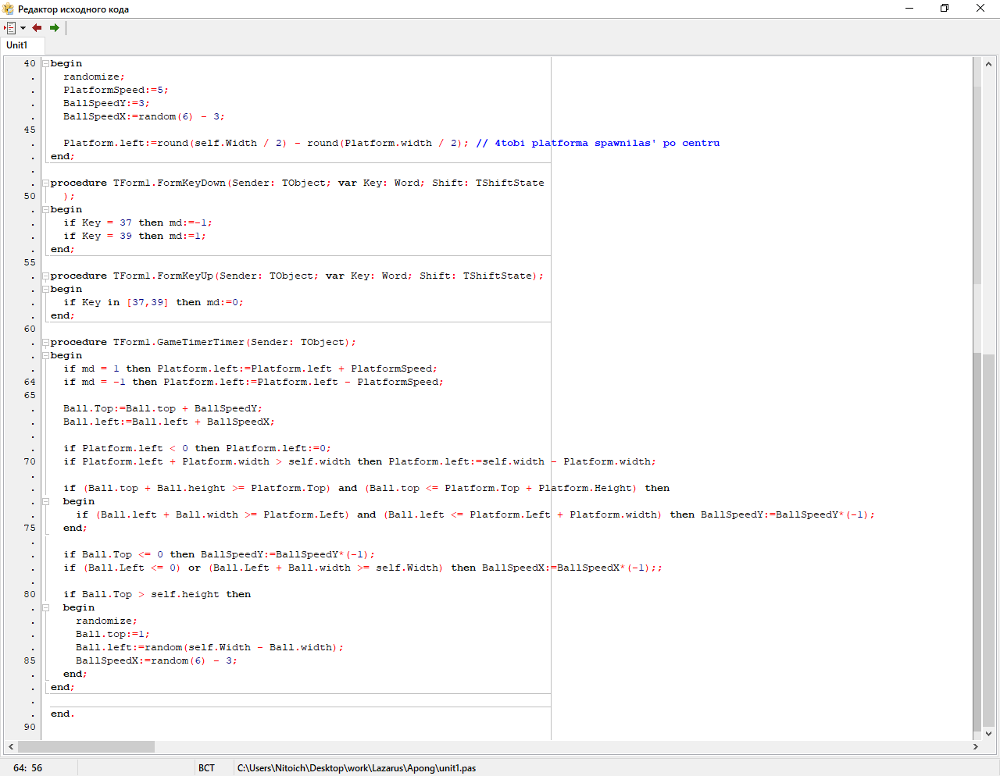 Редактор исходного кода
Unit1
40 begin
. randomize;
. PlatformSpeed:=5;
. BallSpeedY:=3;
. BallSpeedX:=random(6) - 3;
45
. Platform.left:=round(self.Width / 2) - round(Platform.width / 2); // 4tobi platforma spawnilas' po centru
. end;
.
. procedure TForm1.FormKeyDown(Sender: TObject; var Key: Word; Shift: TShiftState
50 );
. begin
. if Key = 37 then md:=-1;
. if Key = 39 then md:=1;
. end;
55
. procedure TForm1.FormKeyUp(Sender: TObject; var Key: Word; Shift: TShiftState);
. begin
. if Key in [37,39] then md:=0;
. end;
60
. procedure TForm1.GameTimerTimer(Sender: TObject);
. begin
. if md = 1 then Platform.left:=Platform.left + PlatformSpeed;
64 if md = -1 then Platform.left:=Platform.left - PlatformSpeed;
65
. Ball.Top:=Ball.top + BallSpeedY;
. Ball.left:=Ball.left + BallSpeedX;
.
. if Platform.left < 0 then Platform.left:=0;
70 if Platform.left + Platform.width > self.width then Platform.left:=self.width - Platform.width;
.
. if (Ball.top + Ball.height >= Platform.Top) and (Ball.top <= Platform.Top + Platform.Height) then
. begin
. if (Ball.left + Ball.width >= Platform.Left) and (Ball.left <= Platform.Left + Platform.width) then BallSpeedY:=BallSpeedY*(-1);
75 end;
.
. if Ball.Top <= 0 then BallSpeedY:=BallSpeedY*(-1);
. if (Ball.Left <= 0) or (Ball.Left + Ball.width >= self.Width) then BallSpeedX:=BallSpeedX*(-1);;
.
80 if Ball.Top > self.height then
. begin
. randomize;
. Ball.top:=1;
. Ball.left:=random(self.Width - Ball.width);
85 BallSpeedX:=random(6) - 3;
. end;
. end;
.
. end.
90
64: 56 ВСТ C:\Users\Nitoich\Desktop\work\Lazarus\Apong\unit1.pas